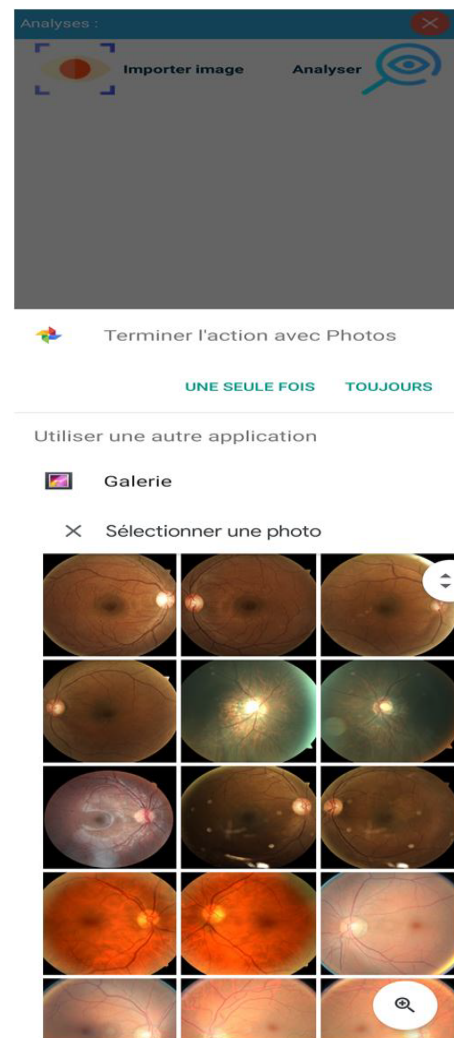 Analyses :
Importer image Analyser
Terminer l'action avec Photos
UNE SEULE FOIS TOUJOURS
Utiliser une autre application
Galerie
Sélectionner une photo